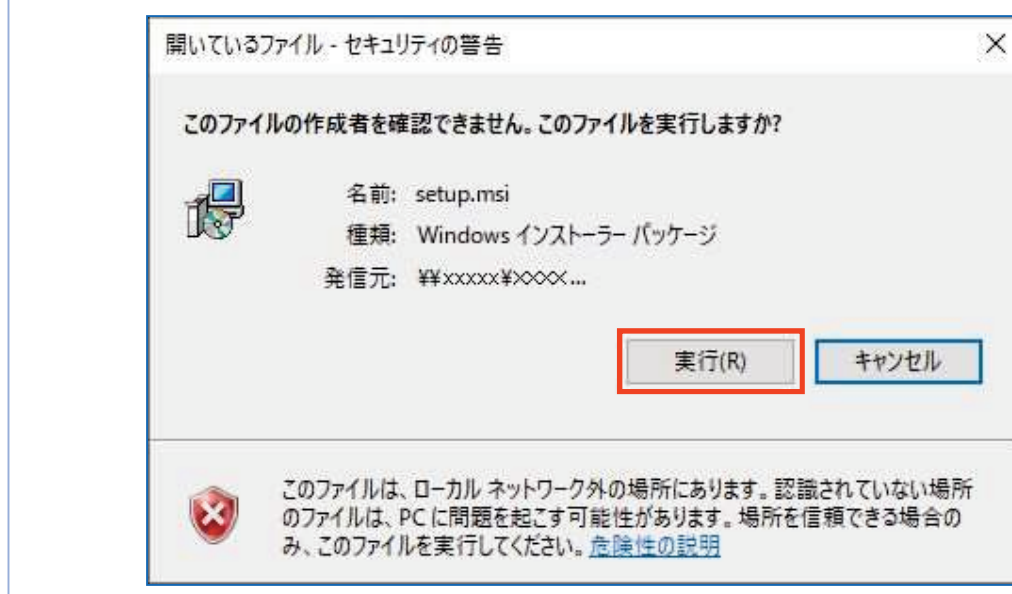 開いているファイル - セキュリティの警告
このファイルの作成者を確認できません。このファイルを実行しますか?
名前: setup.msi
種類: Windows インストーラー パッケージ
発信元: ¥¥xxxxx¥xxxx...
実行(R) キャンセル
このファイルは、ローカル ネットワーク外の場所にあります。認識されていない場所
のファイルは、PC に問題を起こす可能性があります。場所を信頼できる場合の
み、このファイルを実行してください。危険性の説明